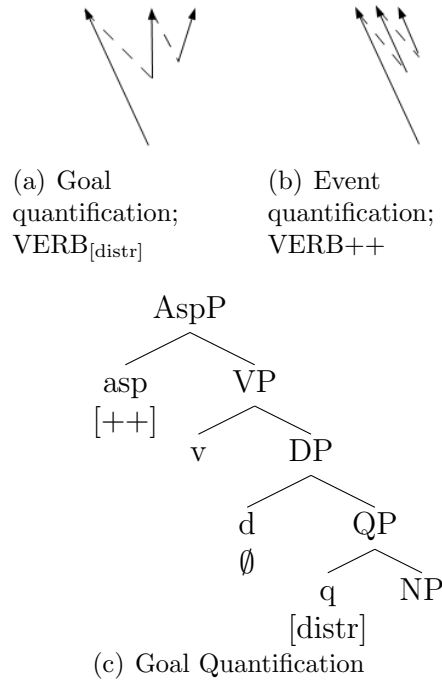 (a) Goal
quantification;
VERB[distr]
(b) Event
quantification;
VERB++
AspP
asp VP
[++]
v DP
d QP
∅
q NP
[distr]
(c) Goal Quantification